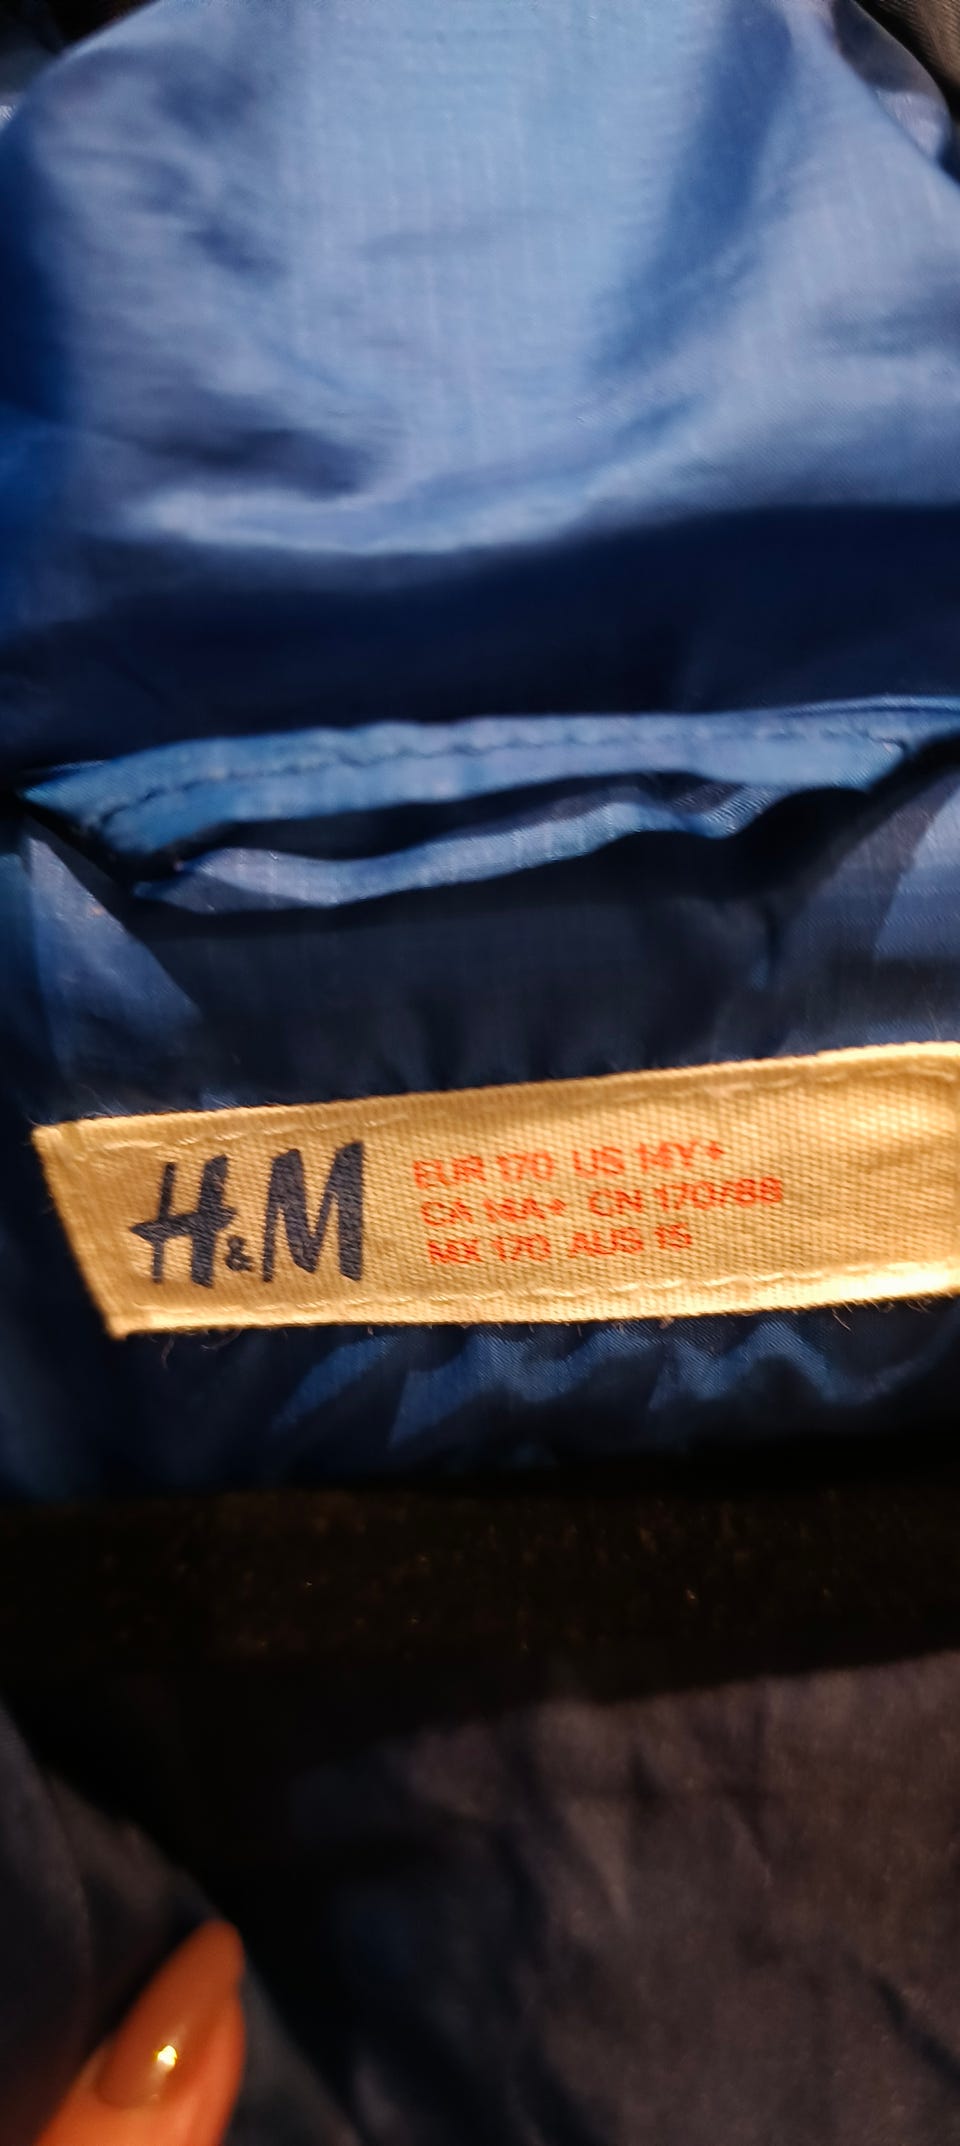 H&M
EUR 170 US 14Y+
CA 14A+ CN 170/88
MX 170 AUS 15